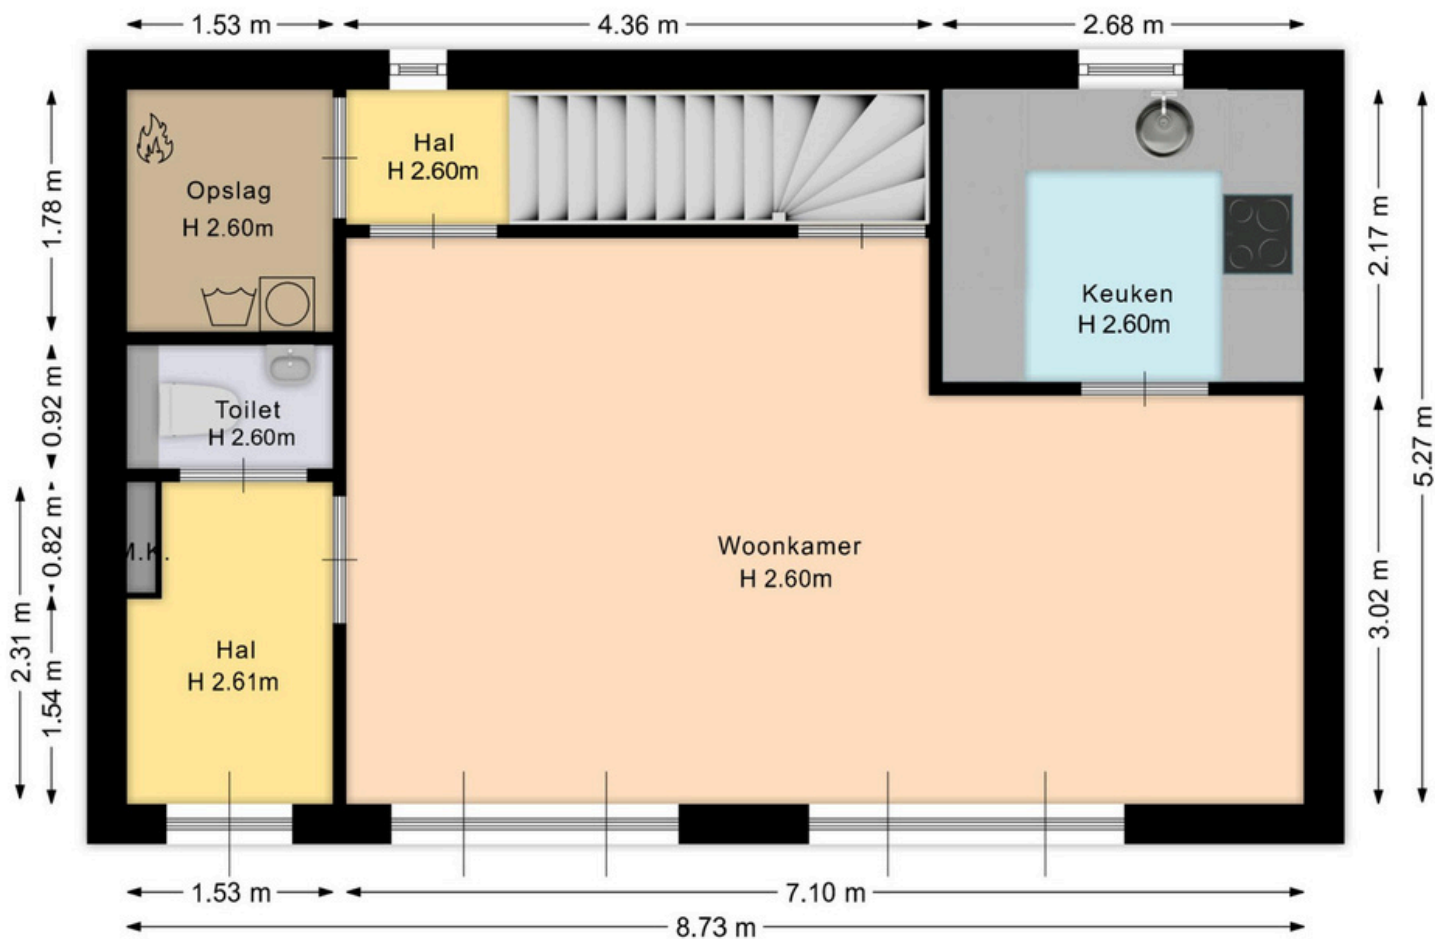 1.53 m
4.36 m
2.68 m
Hal
H 2.60m
Opslag
H 2.60m
1.78 m
2.17 m
Keuken
H 2.60m
0.92 m
Toilet
H 2.60m
5.27 m
0.82 m
M.K.
Woonkamer
H 2.60m
3.02 m
2.31 m
1.54 m
Hal
H 2.61m
1.53 m
7.10 m
8.73 m